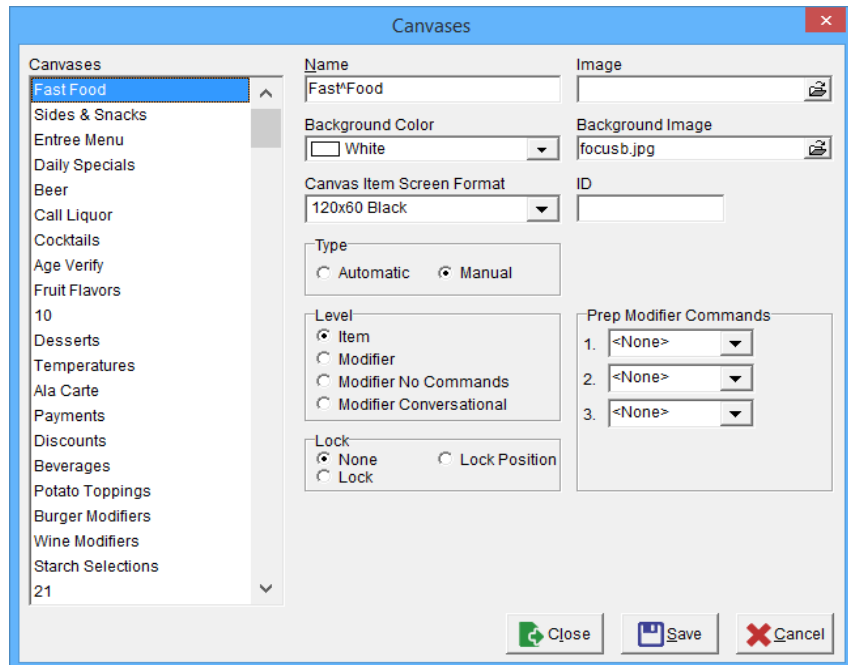 Canvases
Canvases
Fast Food
Sides & Snacks
Entree Menu
Daily Specials
Beer
Call Liquor
Cocktails
Age Verify
Fruit Flavors
10
Desserts
Temperatures
Ala Carte
Payments
Discounts
Beverages
Potato Toppings
Burger Modifiers
Wine Modifiers
Starch Selections
21
Name
Fast^Food
Image
Background Color
White
Background Image
focusb.jpg
Canvas Item Screen Format
120x60 Black
ID
Type
Automatic
Manual
Level
Item
Modifier
Modifier No Commands
Modifier Conversational
Prep Modifier Commands
1. <None>
2. <None>
3. <None>
Lock
None
Lock Position
Lock
Close
Save
Cancel